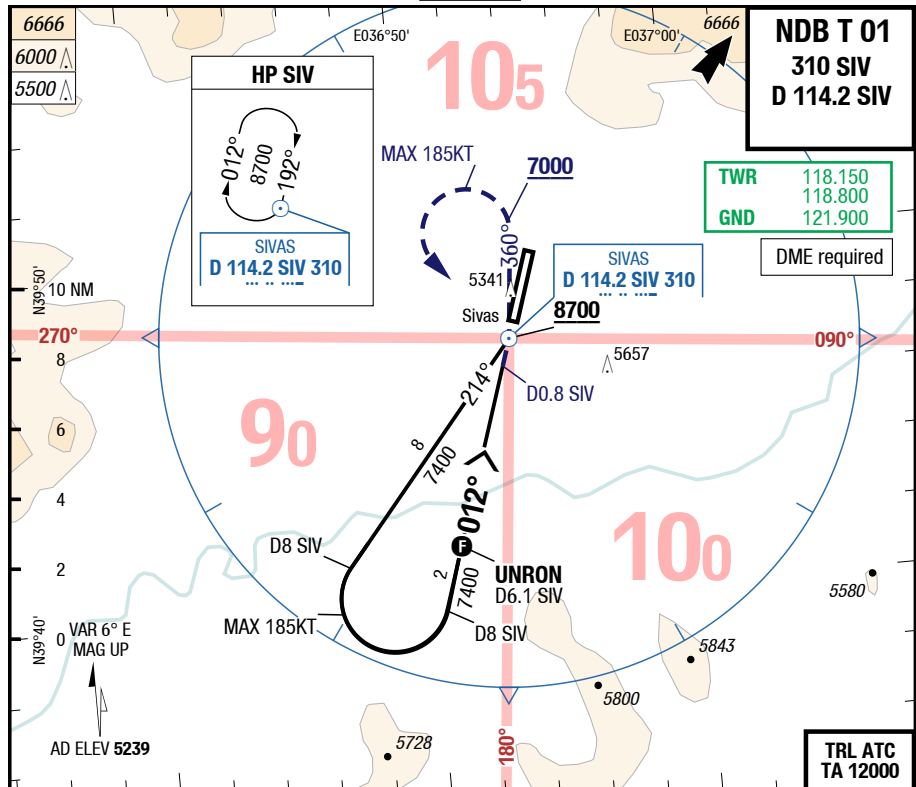 6666
6000
5500
E036°50'
E037°00'
6666
NDB T 01
310 SIV
D 114.2 SIV
105
HP SIV
012°
8700
192°
SIVAS
D 114.2 SIV 310
MAX 185KT
7000
360°
TWR 118.150
118.800
GND 121.900
DME required
SIVAS
D 114.2 SIV 310
5341
Sivas
8700
N39°50'
10 NM
270°
090°
8
5657
D0.8 SIV
214°
90
6
8
7400
4
012°
100
D8 SIV
2
F
UNRON
D6.1 SIV
2
7400
5580
MAX 185KT
D8 SIV
N39°40'
0
VAR 6° E
MAG UP
5843
5800
AD ELEV 5239
5728
180°
TRL ATC
TA 12000